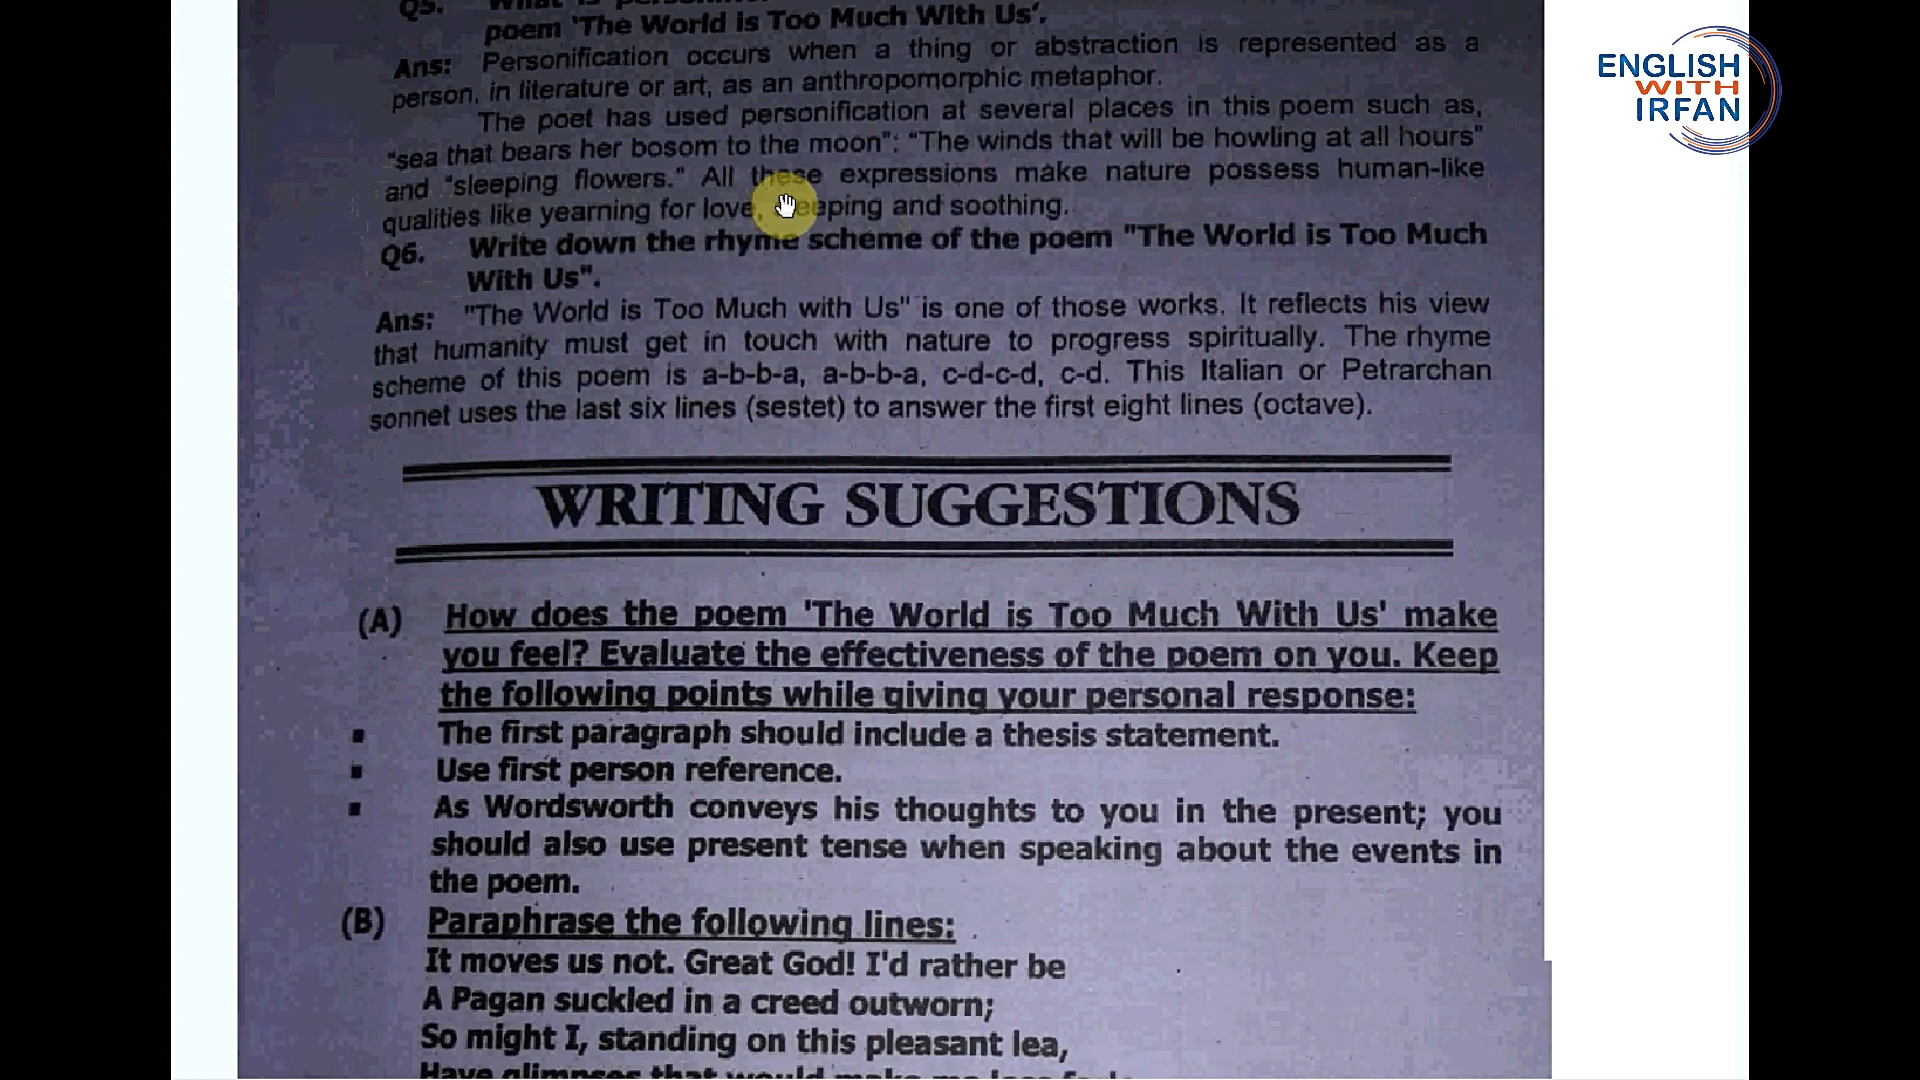 Q5. What is
poem 'The World is Too Much With Us'.
Ans: Personification occurs when a thing or abstraction is represented as a
person, in literature or art, as an anthropomorphic metaphor.
The poet has used personification at several places in this poem such as,
"sea that bears her bosom to the moon": "The winds that will be howling at all hours"
and "sleeping flowers." All these expressions make nature possess human-like
qualities like yearning for love, and soothing.
Q6. Write down the rhyme scheme of the poem "The World is Too Much
With Us".
Ans: "The World is Too Much with Us" is one of those works. It reflects his view
that humanity must get in touch with nature to progress spiritually. The rhyme
scheme of this poem is a-b-b-a, a-b-b-a, c-d-c-d, c-d. This Italian or Petrarchan
sonnet uses the last six lines (sestet) to answer the first eight lines (octave).
WRITING SUGGESTIONS
(A) How does the poem 'The World is Too Much With Us' make
you feel? Evaluate the effectiveness of the poem on you. Keep
the following points while giving your personal response:
▪ The first paragraph should include a thesis statement.
▪ Use first person reference.
▪ As Wordsworth conveys his thoughts to you in the present; you
should also use present tense when speaking about the events in
the poem.
(B) Paraphrase the following lines:
It moves us not. Great God! I'd rather be
A Pagan suckled in a creed outworn;
So might I, standing on this pleasant lea,
Have glimpses that would make me less
ENGLISH
WITH
IRFAN